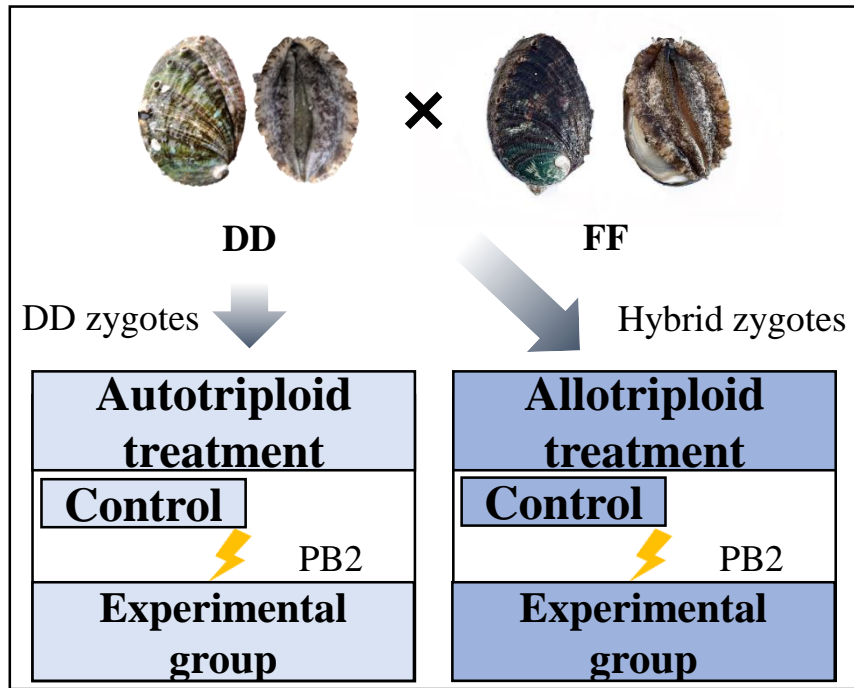 ×
DD
FF
DD zygotes
Hybrid zygotes
Autotriploid
treatment
Control
PB2
Experimental
group
Allotriploid
treatment
Control
PB2
Experimental
group